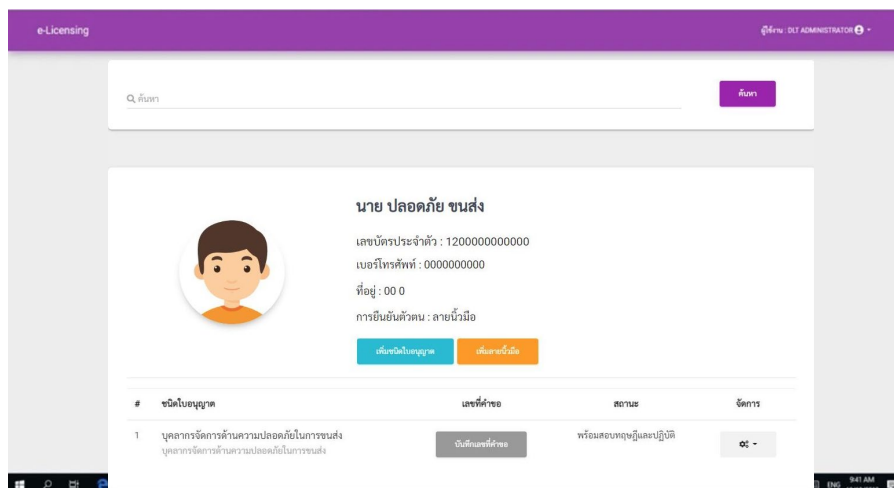 e-Licensing
ผู้ใช้งาน : DLT ADMINISTRATOR
ค้นหา
ค้นหา
นาย ปลอดภัย ขนส่ง
เลขบัตรประจำตัว : 1200000000000
เบอร์โทรศัพท์ : 0000000000
ที่อยู่ : 00 0
การยืนยันตัวตน : ลายนิ้วมือ
เพิ่มชนิดใบอนุญาต เพิ่มลายนิ้วมือ
# ชนิดใบอนุญาต เลขที่คำขอ สถานะ จัดการ
1 บุคลากรจัดการด้านความปลอดภัยในการขนส่ง บันทึกเลขที่คำขอ พร้อมสอบทฤษฎีและปฏิบัติ
บุคลากรจัดการด้านความปลอดภัยในการขนส่ง
ENG 9:41 AM